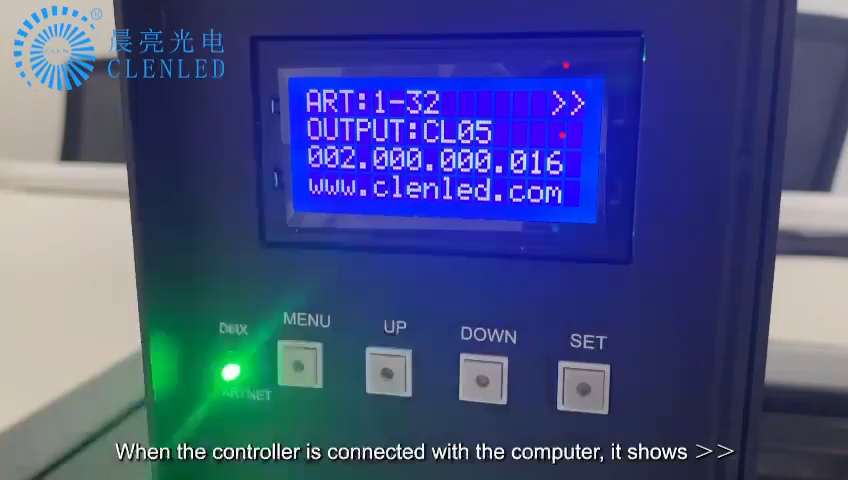 晨亮光电
CLENLED
ART:1-32 >>
OUTPUT:CL05
002.000.000.016
www.clenled.com
DMX
MENU
UP
DOWN
SET
ARTNET
When the controller is connected with the computer, it shows >>